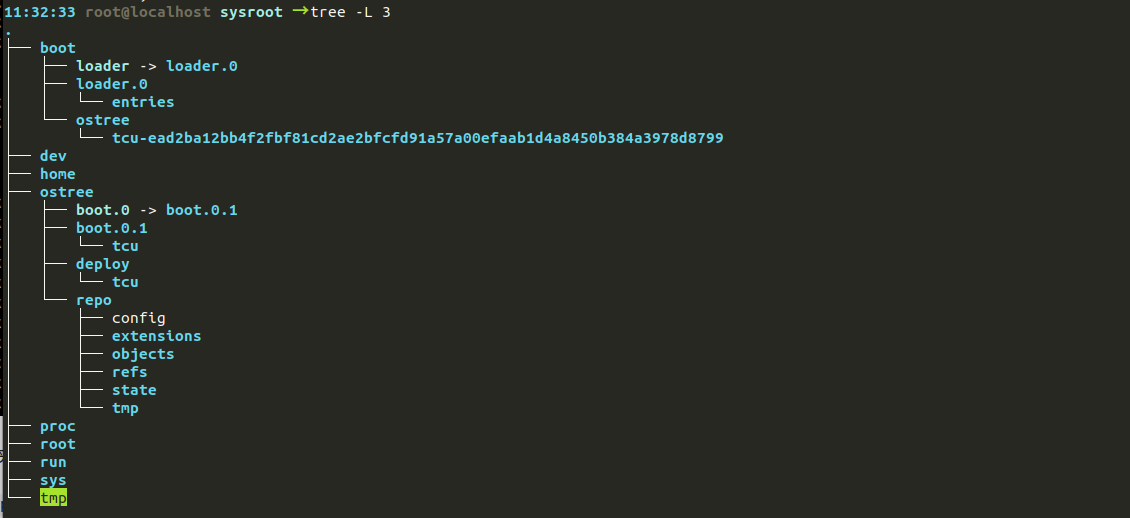 11:32:33 root@localhost sysroot →tree -L 3
.
├── boot
│   ├── loader -> loader.0
│   ├── loader.0
│   │   └── entries
│   └── ostree
│       └── tcu-ead2ba12bb4f2fbf81cd2ae2bfcfd91a57a00efaab1d4a8450b384a3978d8799
├── dev
├── home
├── ostree
│   ├── boot.0 -> boot.0.1
│   ├── boot.0.1
│   │   └── tcu
│   ├── deploy
│   │   └── tcu
│   └── repo
│       ├── config
│       ├── extensions
│       ├── objects
│       ├── refs
│       ├── state
│       └── tmp
├── proc
├── root
├── run
├── sys
└── tmp